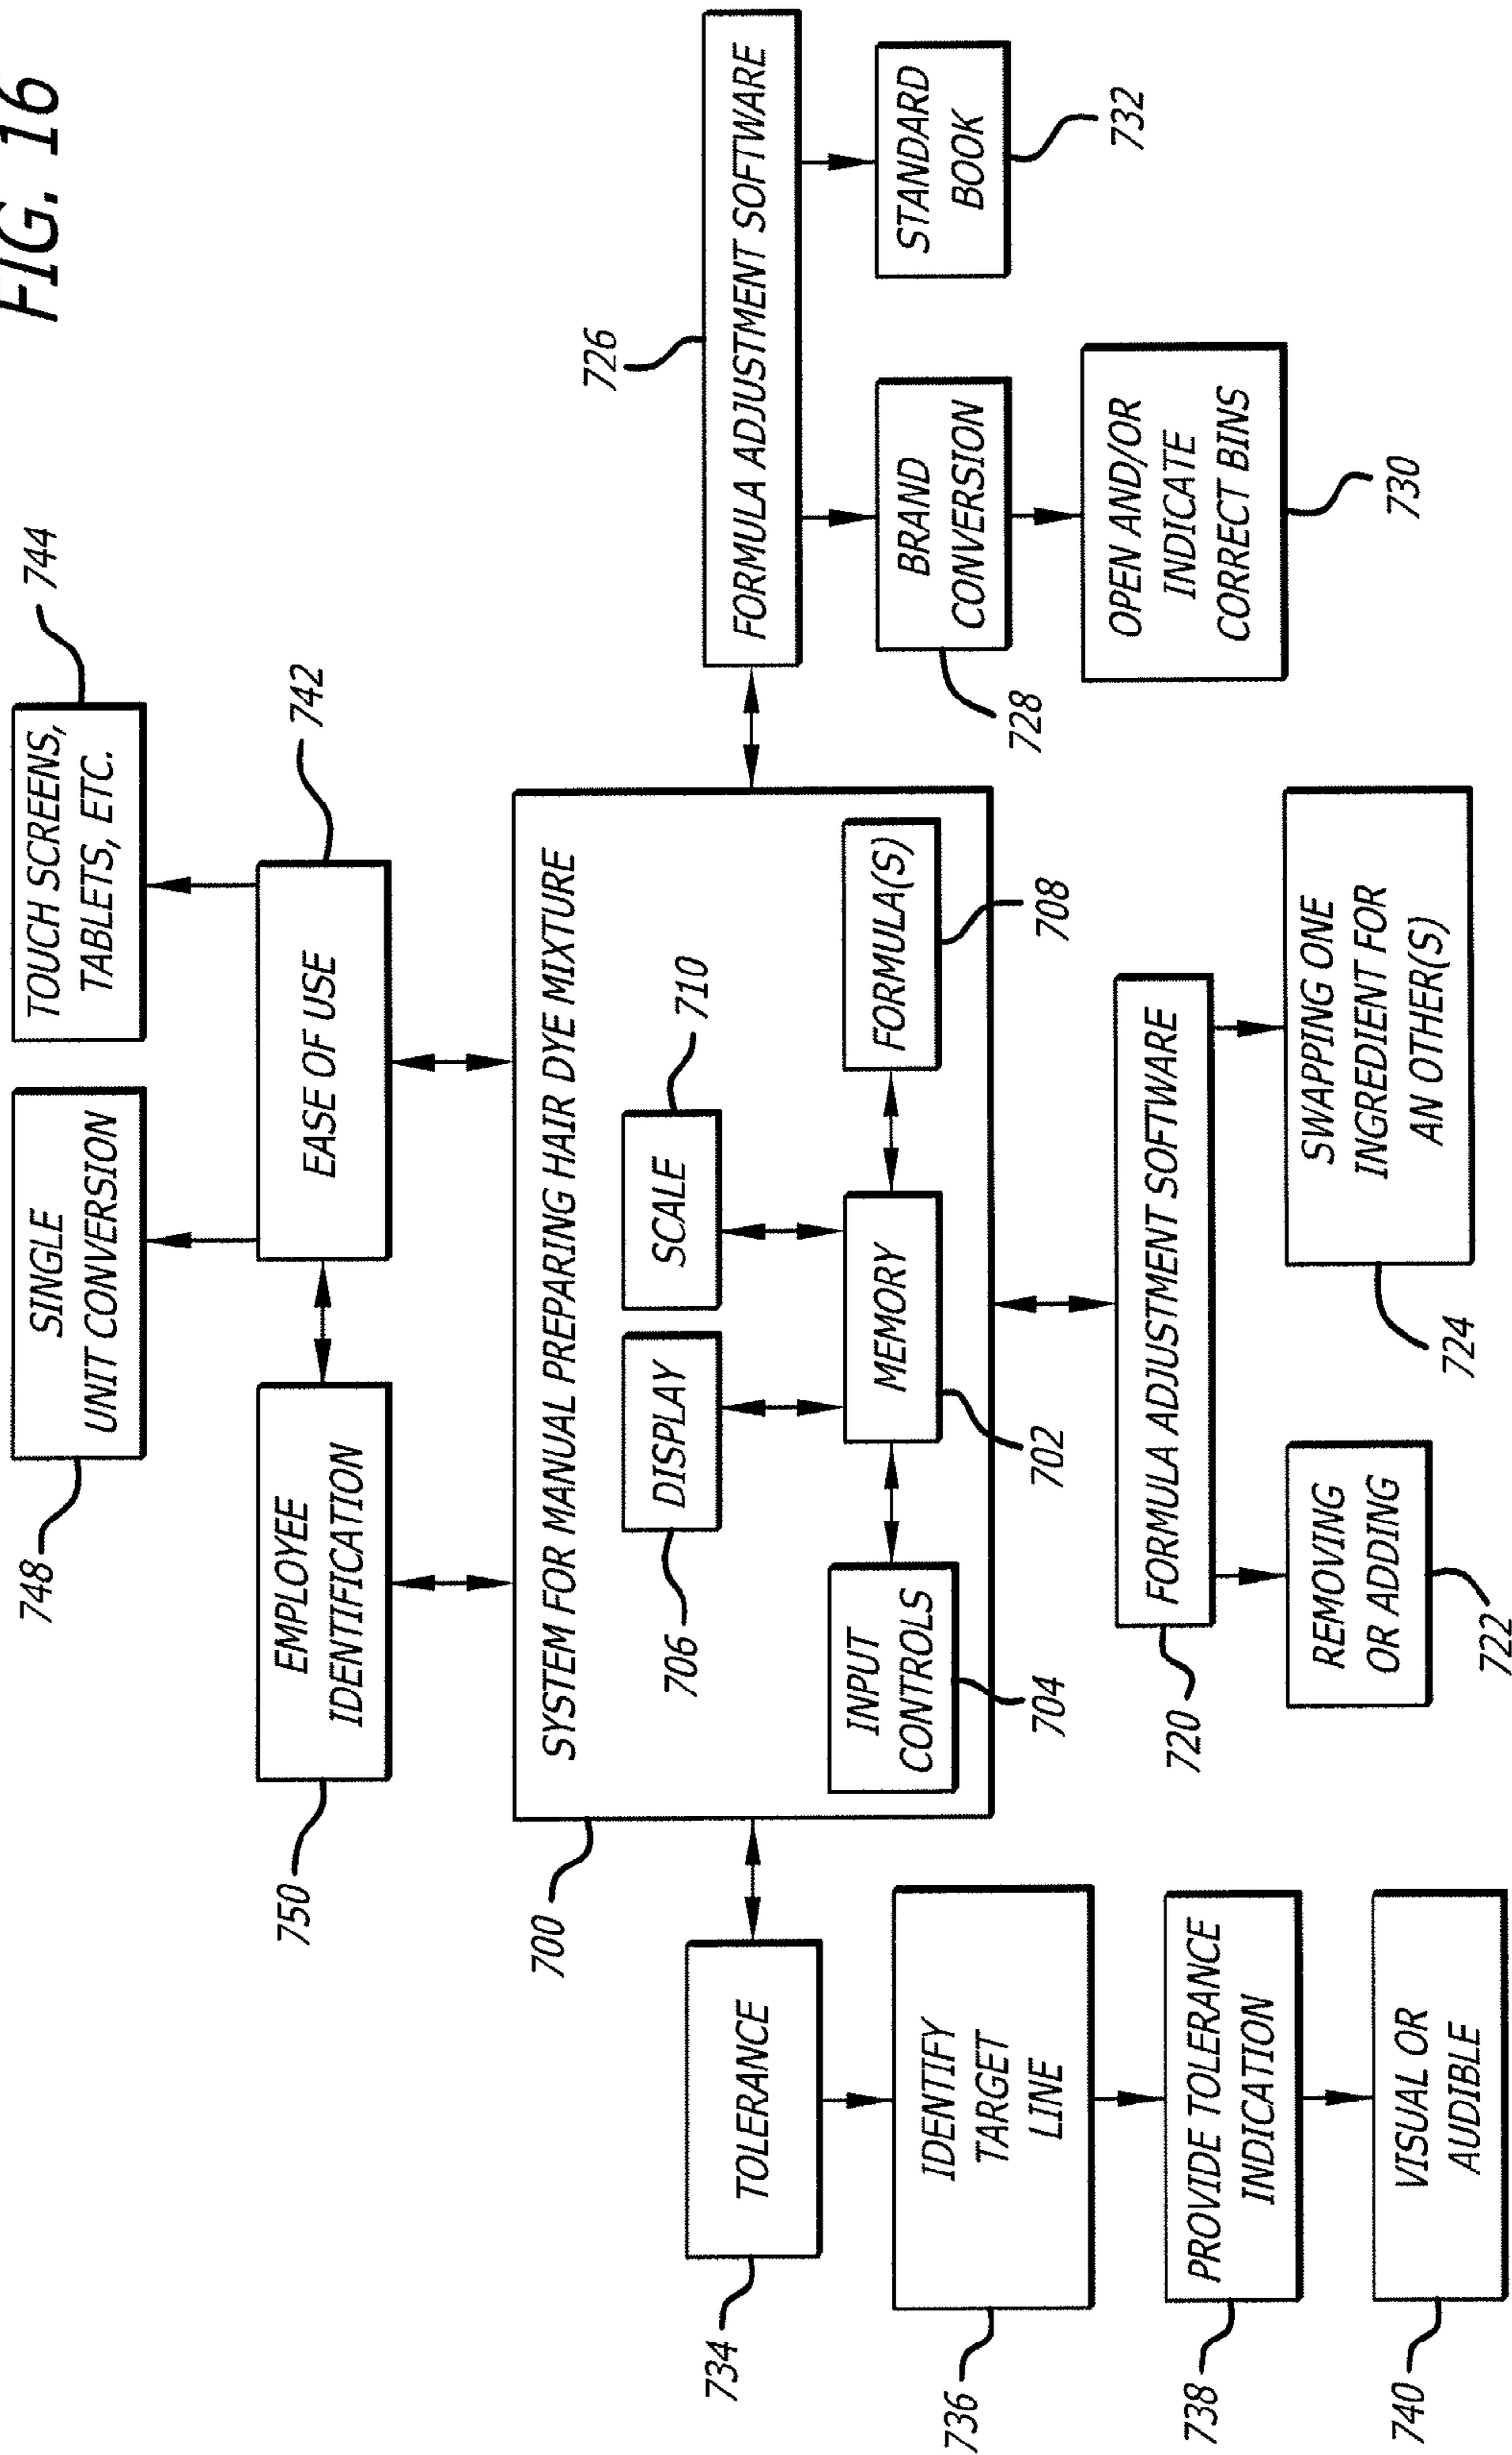 FIG. 16
748
SINGLE
UNIT CONVERSION
TOUCH SCREENS,
TABLETS, ETC.
744
750
EMPLOYEE
IDENTIFICATION
EASE OF USE
742
700
SYSTEM FOR MANUAL PREPARING HAIR DYE MIXTURE
706
DISPLAY
SCALE
710
INPUT
CONTROLS
704
MEMORY
702
FORMULA(S)
708
726
FORMULA ADJUSTMENT SOFTWARE
728
BRAND
CONVERSION
STANDARD
BOOK
732
OPEN AND/OR
INDICATE
CORRECT BINS
730
734
TOLERANCE
736
IDENTIFY
TARGET
LINE
738
PROVIDE TOLERANCE
INDICATION
740
VISUAL OR
AUDIBLE
720
FORMULA ADJUSTMENT SOFTWARE
REMOVING
OR ADDING
722
724
SWAPPING ONE
INGREDIENT FOR
AN OTHER(S)